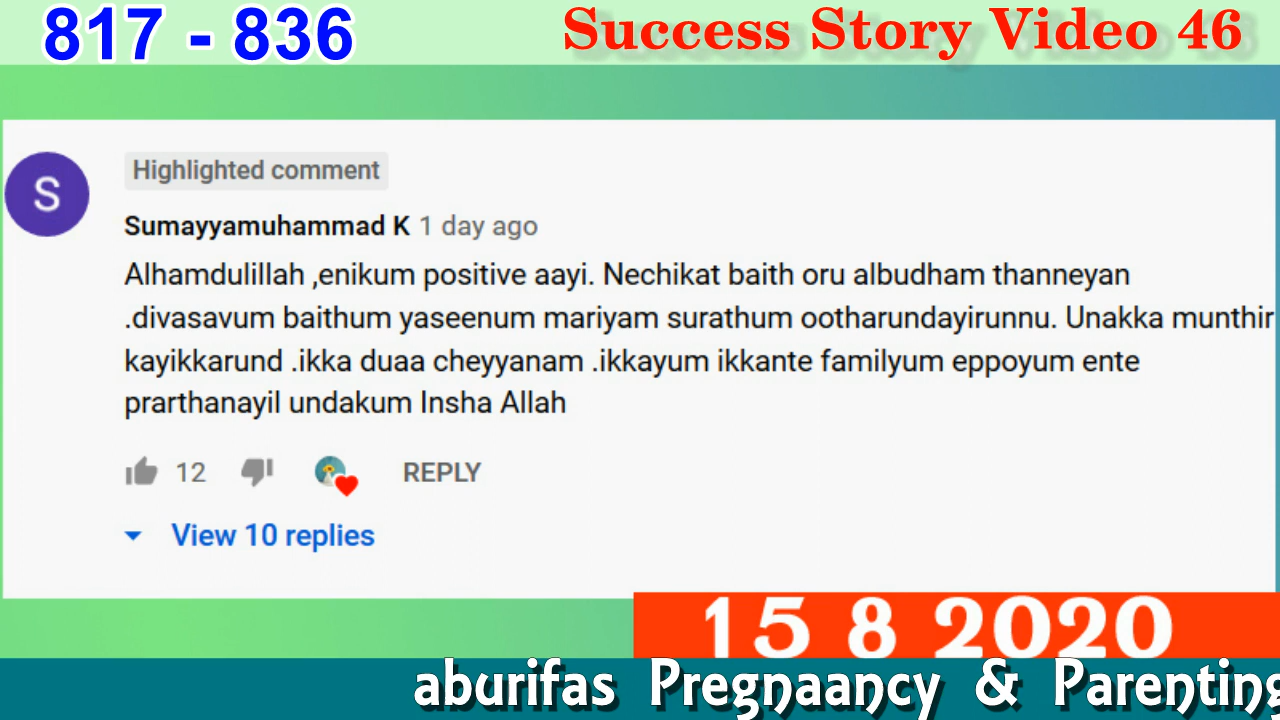 817 - 836
Success Story Video 46
Highlighted comment
S
Sumayyamuhammad K 1 day ago
Alhamdulillah ,enikum positive aayi. Nechikat baith oru albudham thanneyan
.divasavum baithum yaseenum mariyam surathum ootharundayirunnu. Unakka munthir
kayikkarund .ikka duaa cheyyanam .ikkayum ikkante familyum eppoyum ente
prarthanayil undakum Insha Allah
12 REPLY
View 10 replies
15 8 2020
aburifas Pregnaancy & Parenting